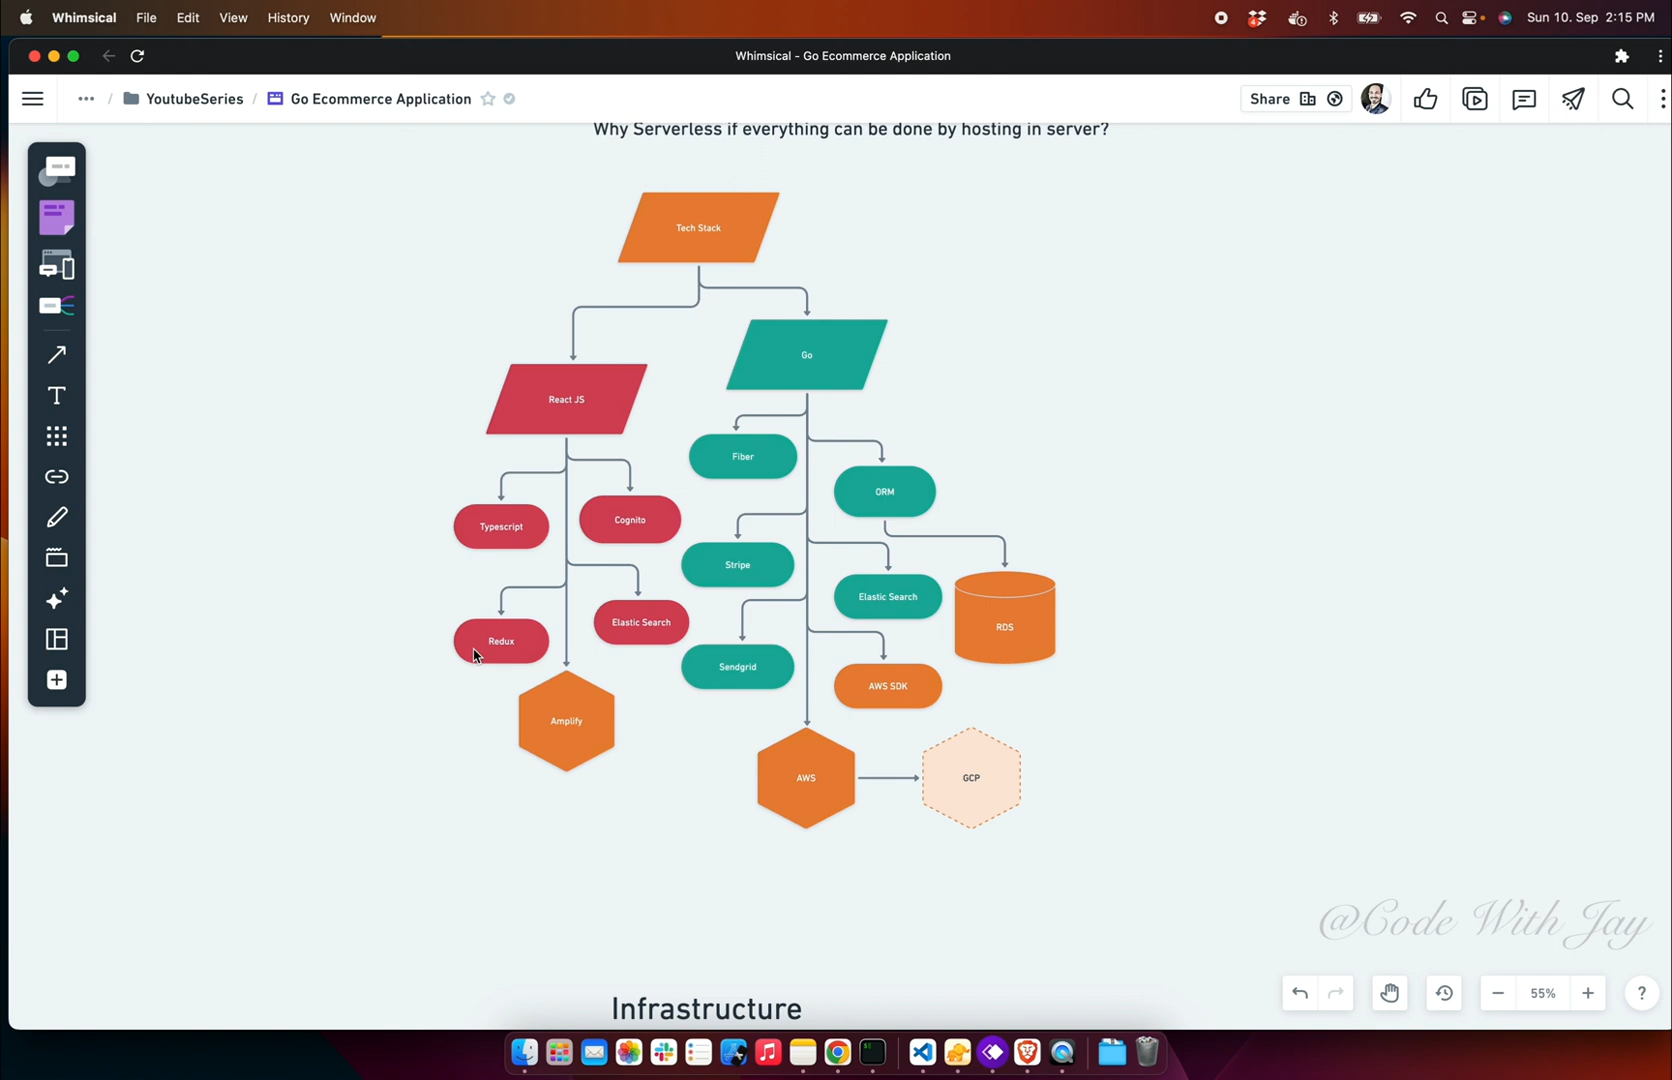 Whimsical File Edit View History Window
4
Sun 10. Sep 2:15 PM
Whimsical - Go Ecommerce Application
... / YoutubeSeries / Go Ecommerce Application
Share
Why Serverless if everything can be done by hosting in server?
Tech Stack
Go
React JS
Fiber
ORM
Typescript
Cognito
Stripe
Elastic Search
RDS
Redux
Elastic Search
Sendgrid
AWS SDK
Amplify
AWS
GCP
@Code With Jay
Infrastructure
55%
?